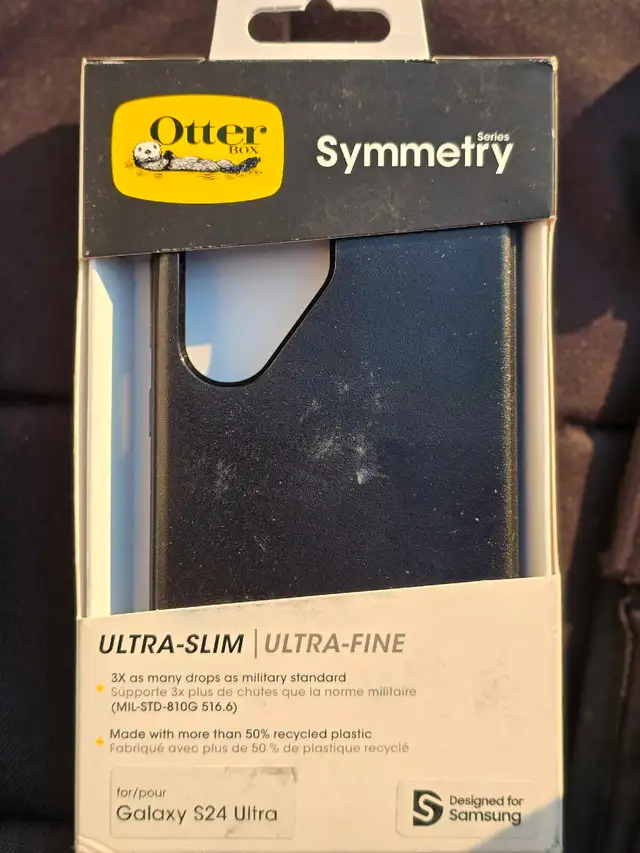 Otter
BOX
Symmetry
Series
ULTRA-SLIM | ULTRA-FINE
3X as many drops as military standard
Supporte 3x plus de chutes que la norme militaire
(MIL-STD-810G 516.6)
Made with more than 50% recycled plastic
Fabriqué avec plus de 50 % de plastique recyclé
for/pour
Galaxy S24 Ultra
Designed for
Samsung